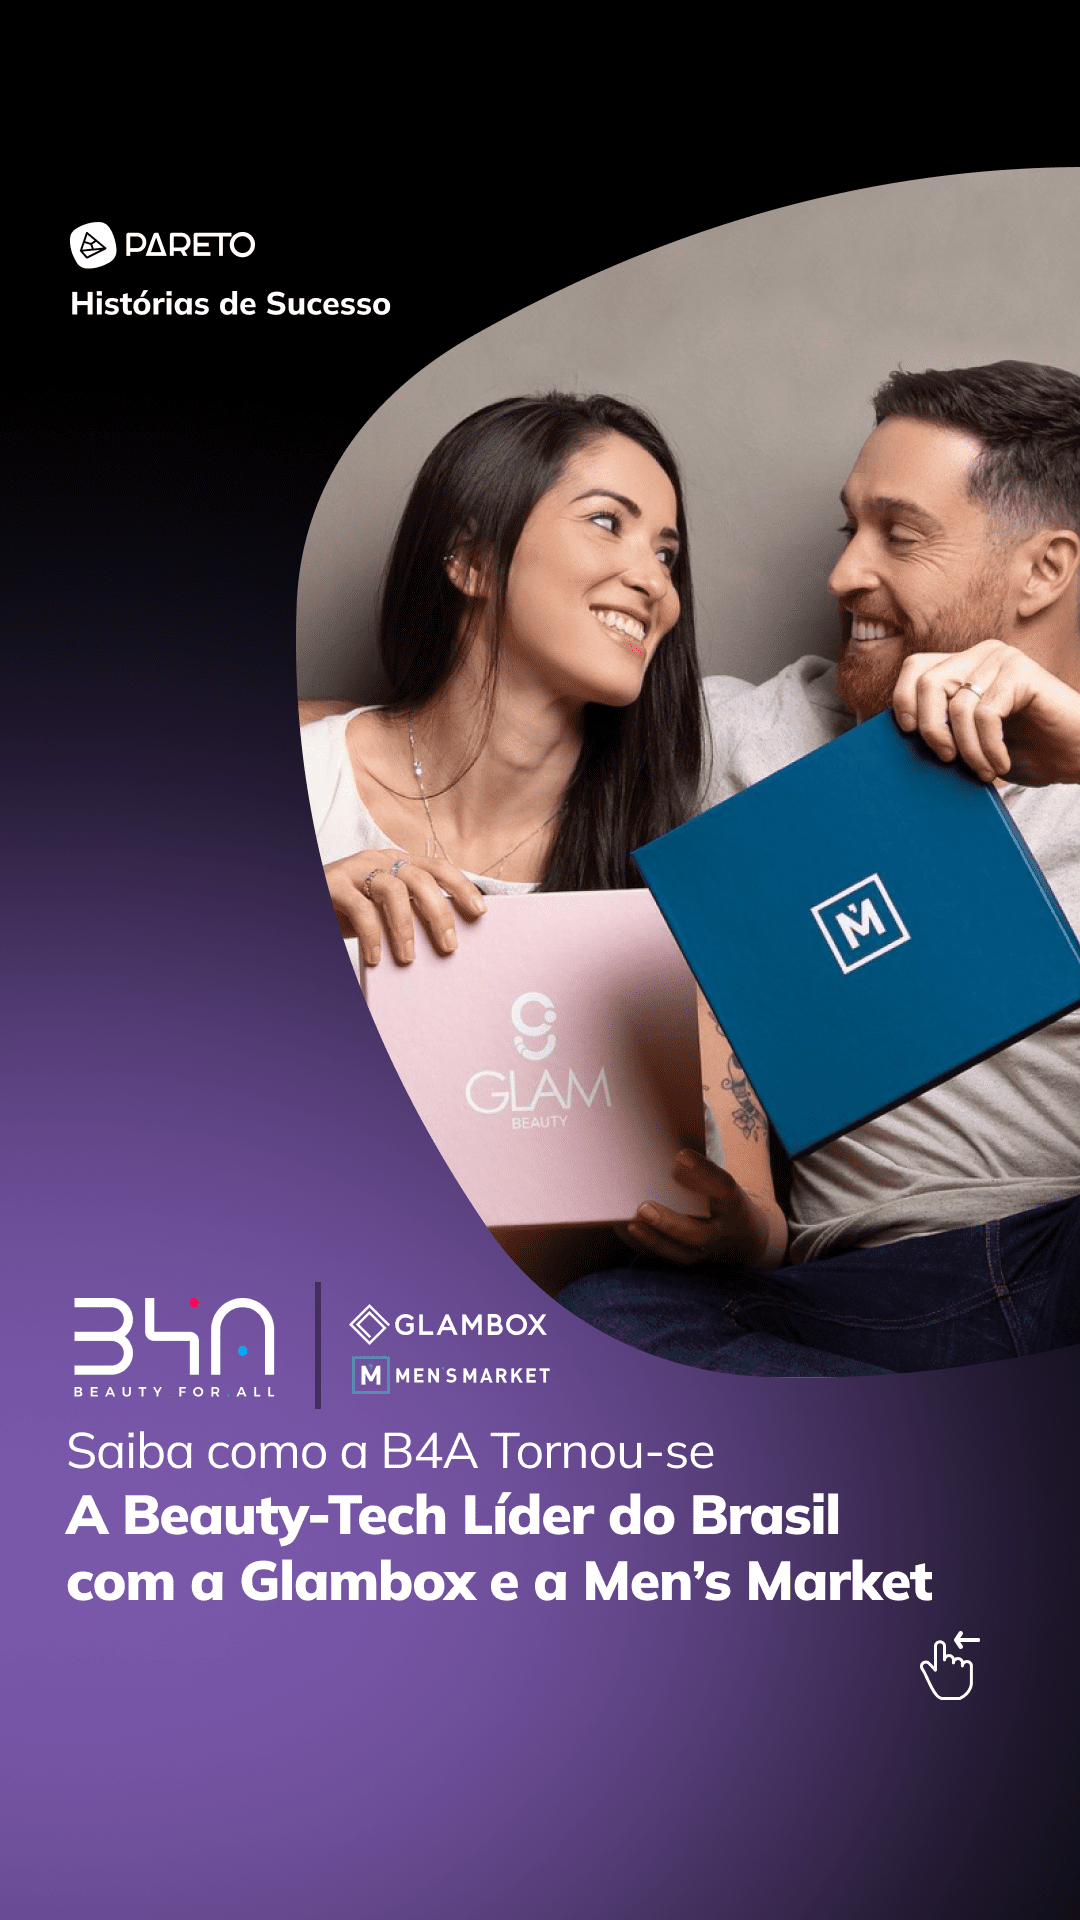 PARETO
Histórias de Sucesso
M
G
GLAM
BEAUTY
B4A
BEAUTY FOR.ALL
GLAMBOX
M MEN'S MARKET
Saiba como a B4A Tornou-se
A Beauty-Tech Líder do Brasil
com a Glambox e a Men’s Market